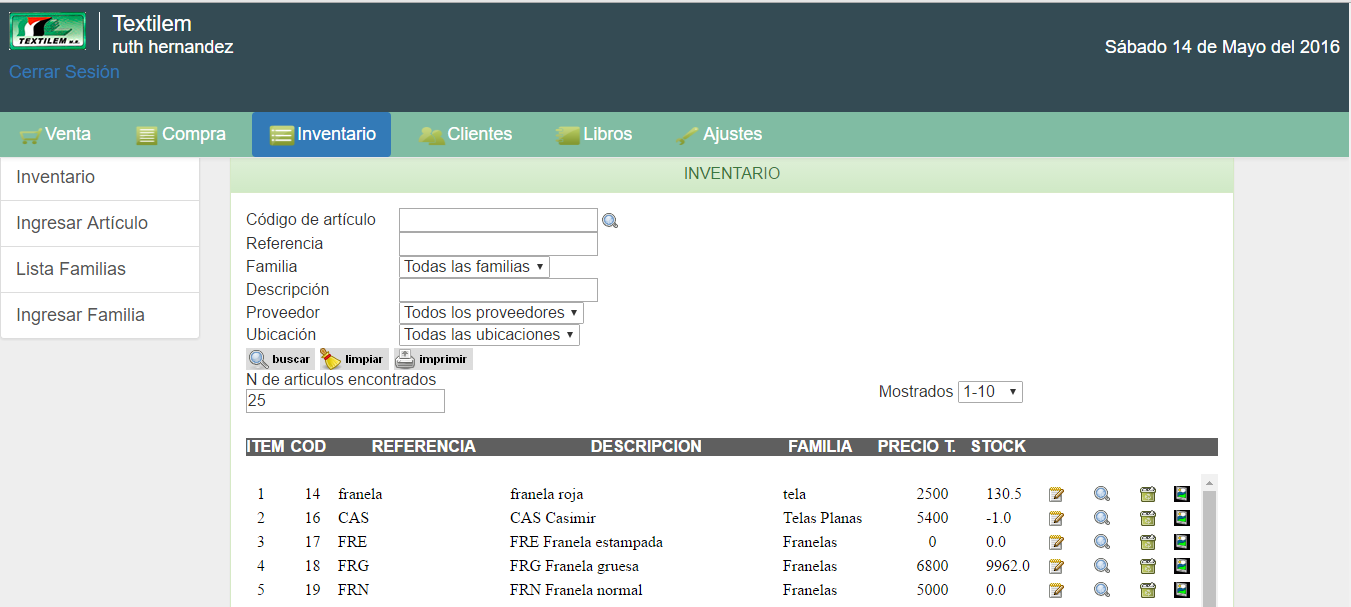 TEXTILEM s.a.
Textilem
ruth hernandez
Cerrar Sesión
Sábado 14 de Mayo del 2016
Venta Compra Inventario Clientes Libros Ajustes
Inventario
Ingresar Artículo
Lista Familias
Ingresar Familia
INVENTARIO
Código de artículo
Referencia
Familia Todas las familias
Descripción
Proveedor Todos los proveedores
Ubicación Todas las ubicaciones
buscar limpiar imprimir
N de articulos encontrados
25
Mostrados 1-10
ITEM COD REFERENCIA DESCRIPCION FAMILIA PRECIO T. STOCK
1 14 franela franela roja tela 2500 130.5
2 16 CAS CAS Casimir Telas Planas 5400 -1.0
3 17 FRE FRE Franela estampada Franelas 0 0.0
4 18 FRG FRG Franela gruesa Franelas 6800 9962.0
5 19 FRN FRN Franela normal Franelas 5000 0.0